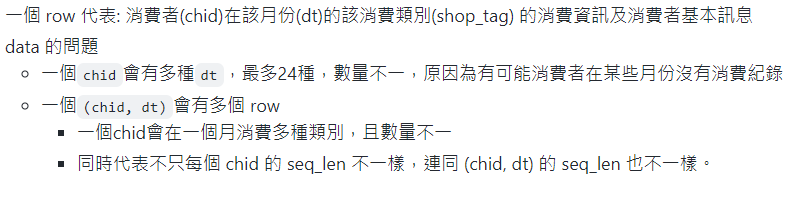 一個 row 代表: 消費者(chid)在該月份(dt)的該消費類別(shop_tag) 的消費資訊及消費者基本訊息
data 的問題
一個 chid 會有多種 dt ，最多24種，數量不一，原因為有可能消費者在某些月份沒有消費紀錄
一個 (chid, dt) 會有多個 row
一個chid會在一個月消費多種類別，且數量不一
同時代表不只每個 chid 的 seq_len 不一樣，連同 (chid, dt) 的 seq_len 也不一樣。